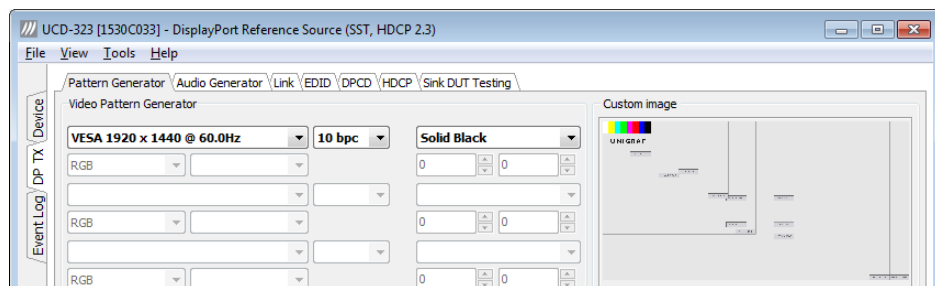 UCD-323 [1530C033] - DisplayPort Reference Source (SST, HDCP 2.3)
File View Tools Help
Pattern Generator Audio Generator Link EDID DPCD HDCP Sink DUT Testing
Device
DP TX
Event Log
Video Pattern Generator
VESA 1920 x 1440 @ 60.0Hz 10 bpc Solid Black
RGB 0 0
RGB 0 0
RGB 0 0
Custom image
UNIGRAF